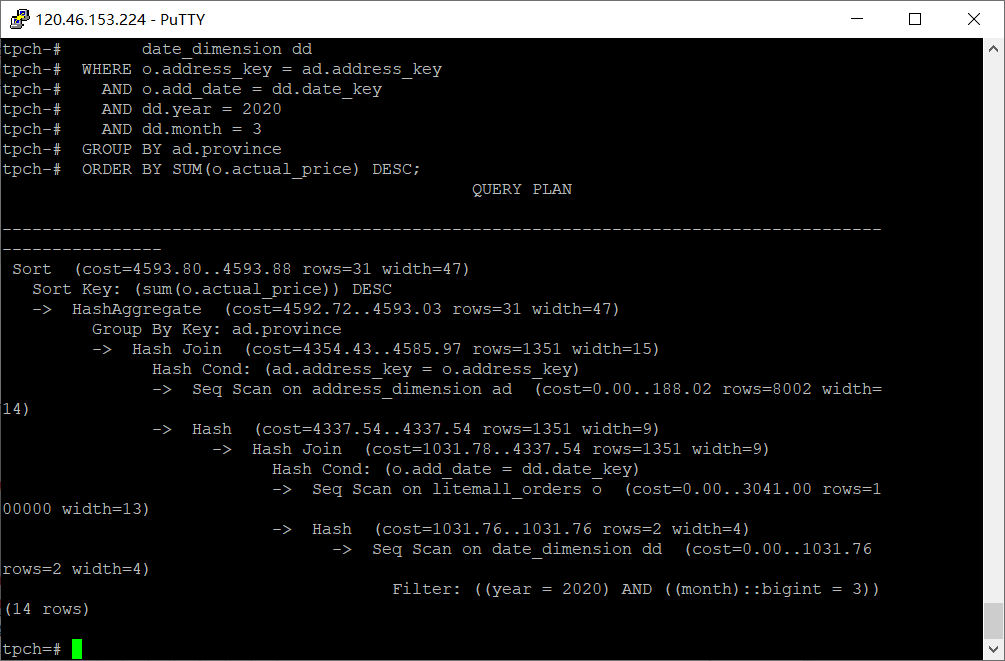 120.46.153.224 - PuTTY
tpch-#        date_dimension dd
tpch-#  WHERE o.address_key = ad.address_key
tpch-#    AND o.add_date = dd.date_key
tpch-#    AND dd.year = 2020
tpch-#    AND dd.month = 3
tpch-#  GROUP BY ad.province
tpch-#  ORDER BY SUM(o.actual_price) DESC;
                                               QUERY PLAN
----------------------------------------------------------------------------------------
----------------
 Sort  (cost=4593.80..4593.88 rows=31 width=47)
   Sort Key: (sum(o.actual_price)) DESC
   ->  HashAggregate  (cost=4592.72..4593.03 rows=31 width=47)
         Group By Key: ad.province
         ->  Hash Join  (cost=4354.43..4585.97 rows=1351 width=15)
               Hash Cond: (ad.address_key = o.address_key)
               ->  Seq Scan on address_dimension ad  (cost=0.00..188.02 rows=8002 width=
14)
               ->  Hash  (cost=4337.54..4337.54 rows=1351 width=9)
                     ->  Hash Join  (cost=1031.78..4337.54 rows=1351 width=9)
                           Hash Cond: (o.add_date = dd.date_key)
                           ->  Seq Scan on litemall_orders o  (cost=0.00..3041.00 rows=1
00000 width=13)
                           ->  Hash  (cost=1031.76..1031.76 rows=2 width=4)
                                 ->  Seq Scan on date_dimension dd  (cost=0.00..1031.76
rows=2 width=4)
                                       Filter: ((year = 2020) AND ((month)::bigint = 3))
(14 rows)
tpch=#